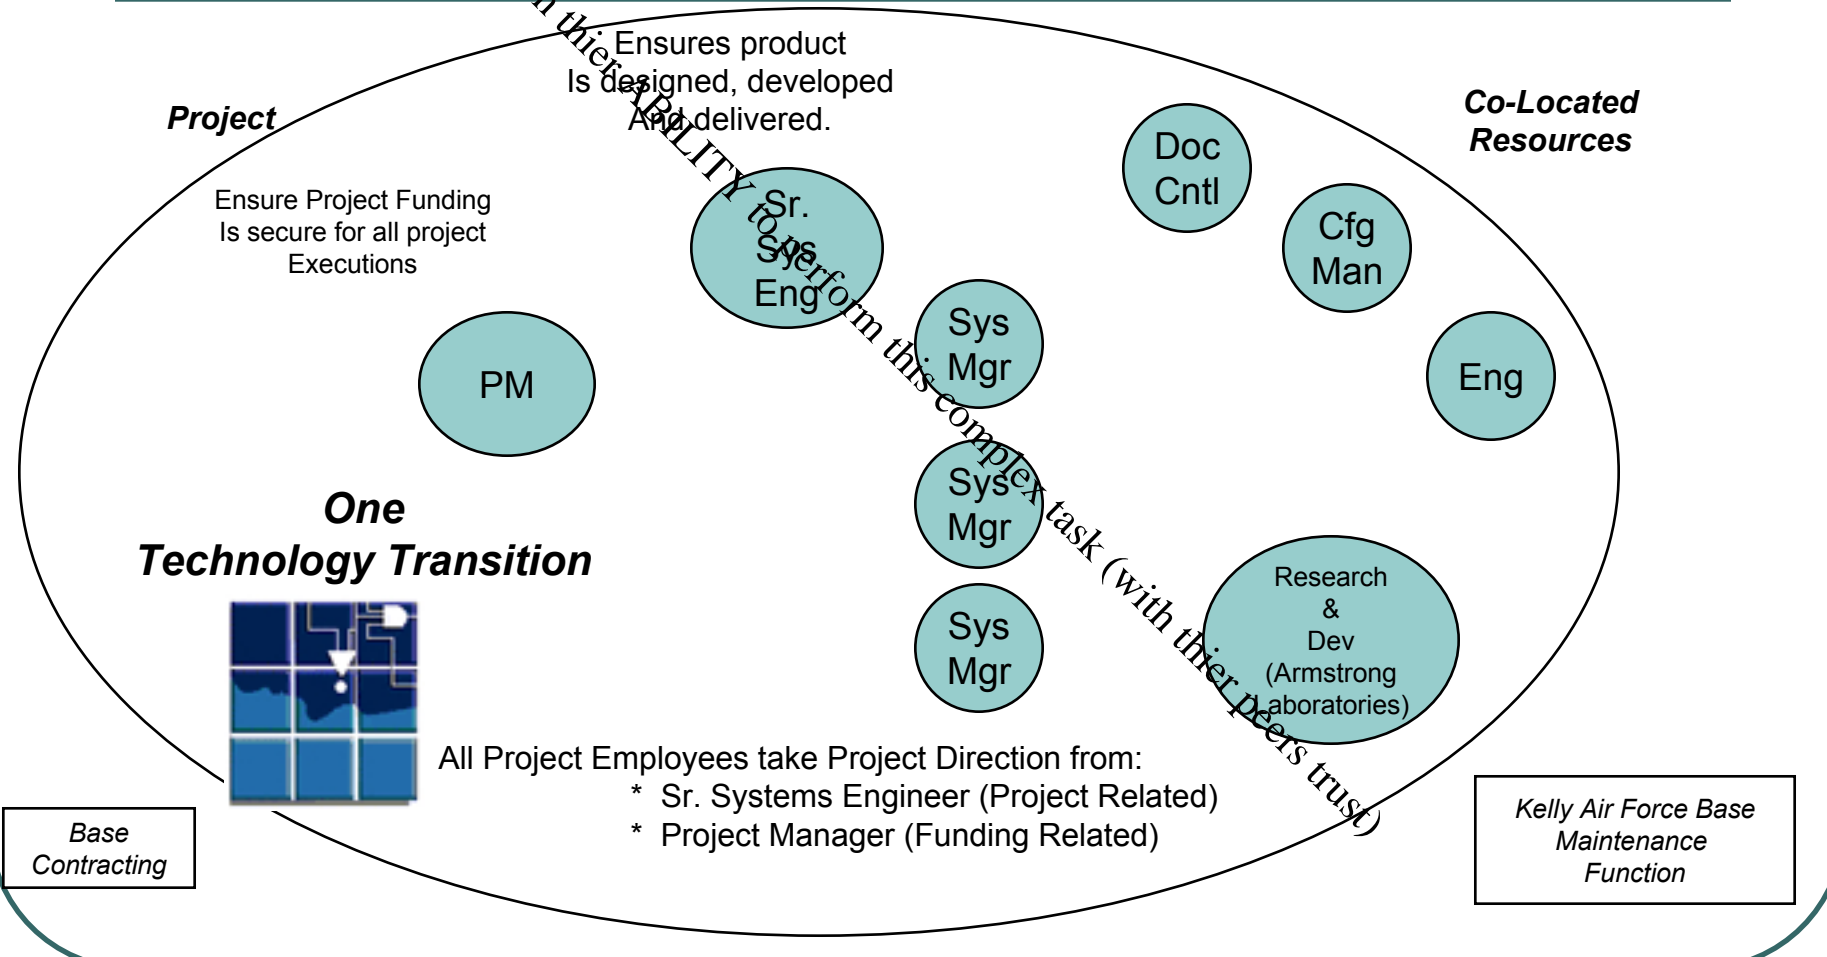 Ensures product
Is designed, developed
And delivered.
Project
Co-Located
Resources
Ensure Project Funding
Is secure for all project
Executions
Doc
Cntl
Cfg
Man
Eng
Sr.
Sys
Eng
PM
Sys
Mgr
Sys
Mgr
Sys
Mgr
thier ABILITY to perform this complex task (with thier peers trust)
One
Technology Transition
Research
&
Dev
(Armstrong
Laboratories)
All Project Employees take Project Direction from:
* Sr. Systems Engineer (Project Related)
* Project Manager (Funding Related)
Base
Contracting
Kelly Air Force Base
Maintenance
Function